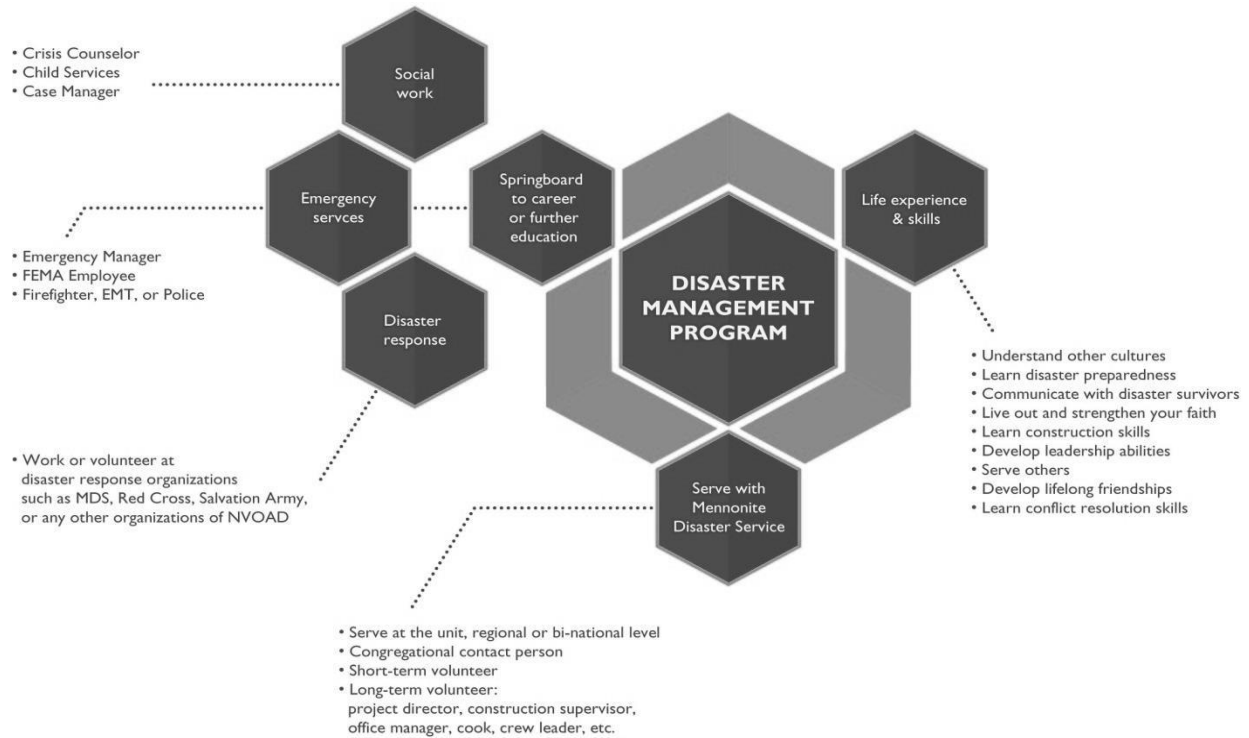 • Crisis Counselor
• Child Services
• Case Manager
Social
work
Emergency
servces
Springboard
to career
or further
education
Life experience
& skills
• Emergency Manager
• FEMA Employee
• Firefighter, EMT, or Police
DISASTER
MANAGEMENT
PROGRAM
Disaster
response
• Understand other cultures
• Learn disaster preparedness
• Communicate with disaster survivors
• Live out and strengthen your faith
• Learn construction skills
• Develop leadership abilities
• Serve others
• Develop lifelong friendships
• Learn conflict resolution skills
• Work or volunteer at
disaster response organizations
such as MDS, Red Cross, Salvation Army,
or any other organizations of NVOAD
Serve with
Mennonite
Disaster Service
• Serve at the unit, regional or bi-national level
• Congregational contact person
• Short-term volunteer
• Long-term volunteer:
project director, construction supervisor,
office manager, cook, crew leader, etc.